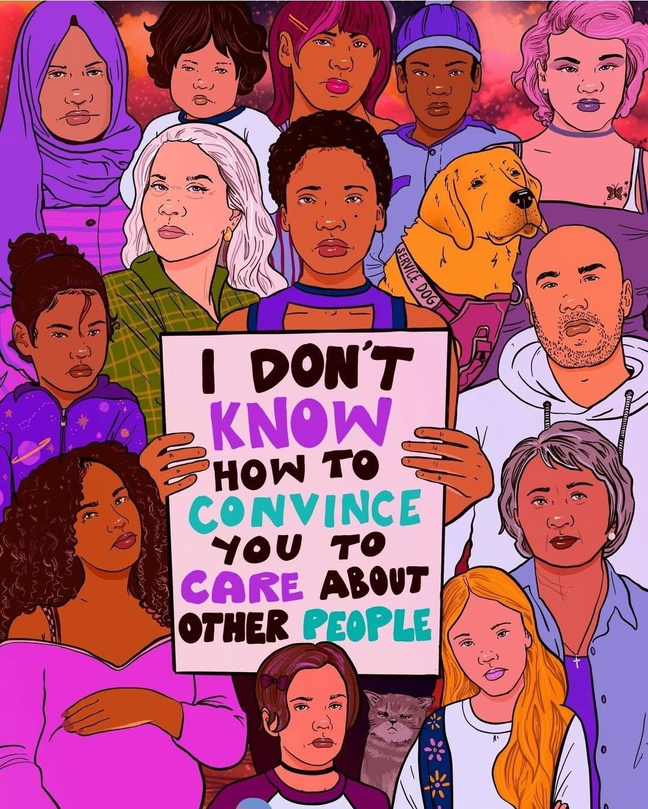 SERVICE DOG
I DON'T
KNOW
HOW TO
CONVINCE
YOU TO
CARE ABOUT
OTHER PEOPLE